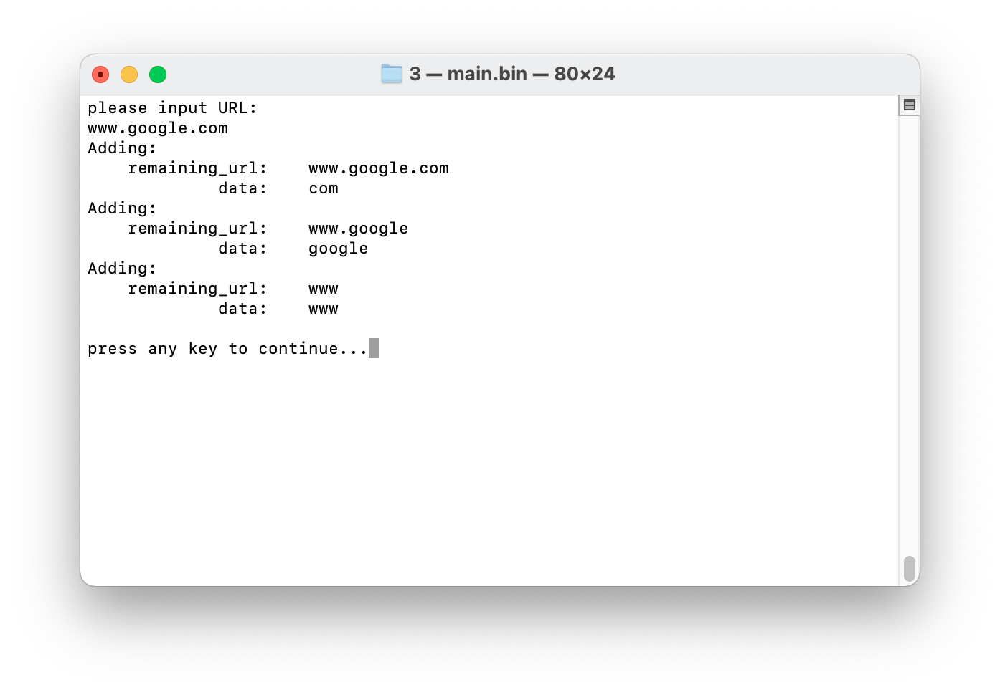 3 — main.bin — 80×24
please input URL:
www.google.com
Adding:
    remaining_url:    www.google.com
             data:    com
Adding:
    remaining_url:    www.google
             data:    google
Adding:
    remaining_url:    www
             data:    www

press any key to continue...